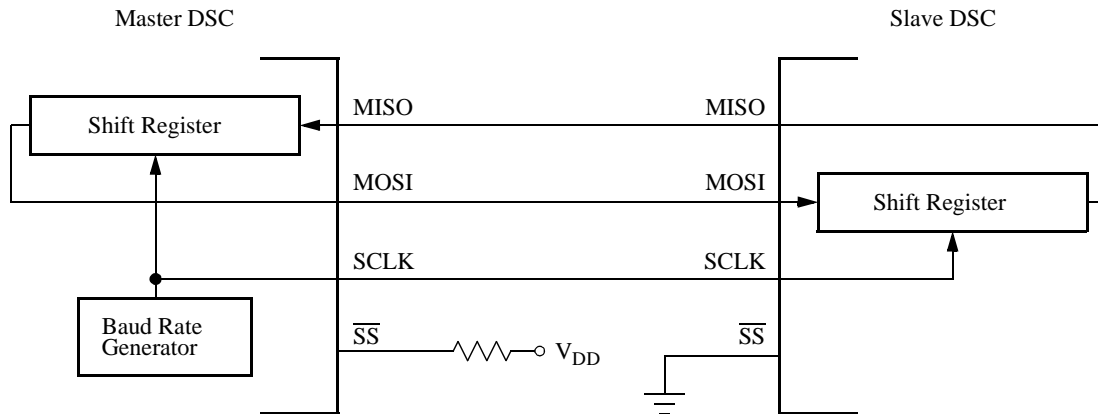 Master DSC
Slave DSC
Shift Register
MISO
MISO
MOSI
MOSI
Shift Register
SCLK
SCLK
Baud Rate
Generator
SS
VDD
SS